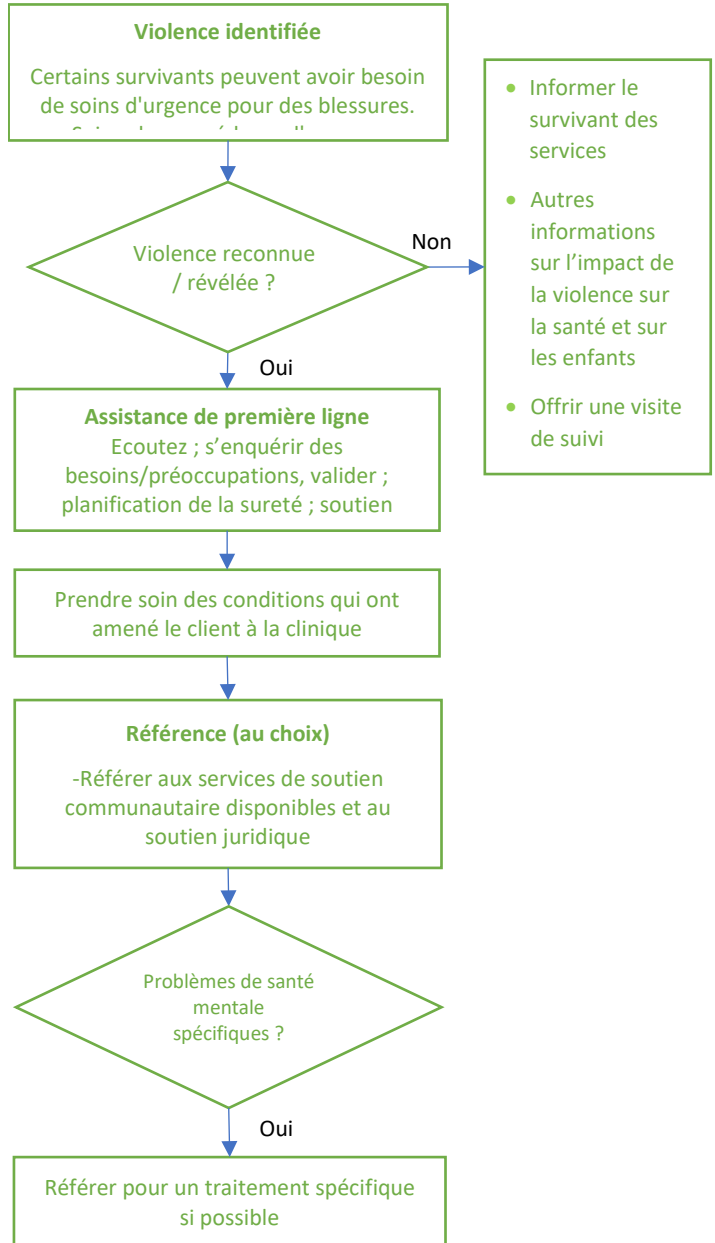 Violence identifiée
Certains survivants peuvent avoir besoin
de soins d'urgence pour des blessures.
Violence reconnue
/ révélée ?
Non
• Informer le
survivant des
services
• Autres
informations
sur l’impact de
la violence sur
la santé et sur
les enfants
• Offrir une visite
de suivi
Oui
Assistance de première ligne
Ecoutez ; s’enquérir des
besoins/préoccupations, valider ;
planification de la sureté ; soutien
Prendre soin des conditions qui ont
amené le client à la clinique
Référence (au choix)
-Référer aux services de soutien
communautaire disponibles et au
soutien juridique
Problèmes de santé
mentale
spécifiques ?
Oui
Référer pour un traitement spécifique
si possible